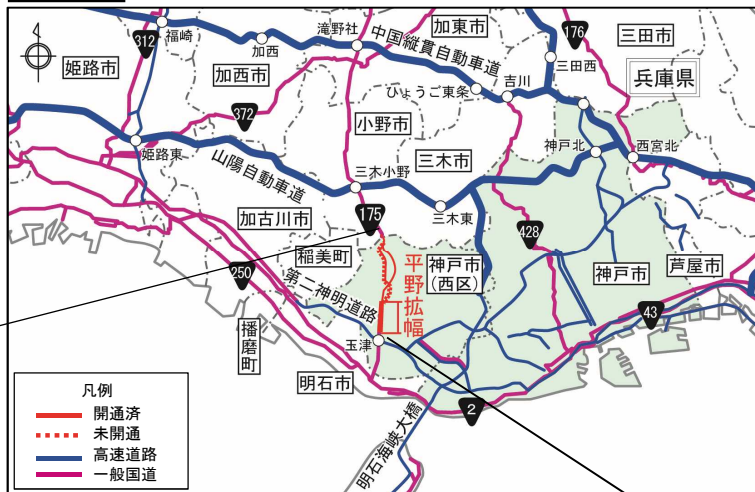 福崎
312
加西
滝野社
中国縦貫自動車道
加東市
176
三田市
三田西
兵庫県
姫路市
加西市
吉川
ひょうご東条
372
小野市
三木市
神戸北
西宮北
姫路東
山陽自動車道
三木小野
三木東
加古川市
175
稲美町
428
250
第二神明道路
平野拡幅
神戸市
(西区)
神戸市
芦屋市
43
播磨町
玉津
明石市
2
明石海峡大橋
凡例
開通済
未開通
高速道路
一般国道